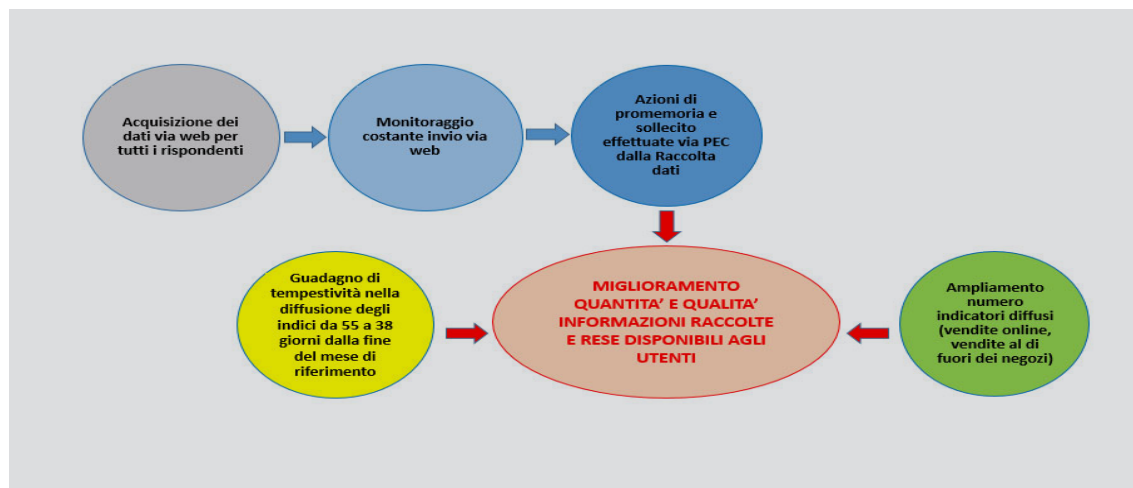 Acquisizione dei
dati via web per
tutti i rispondenti
Monitoraggio
costante invio via
web
Azioni di
promemoria e
sollecito
effettuate via PEC
dalla Raccolta
dati
Guadagno di
tempestività nella
diffusione degli
indici da 55 a 38
giorni dalla fine
del mese di
riferimento
MIGLIORAMENTO
QUANTITA’ E QUALITA’
INFORMAZIONI RACCOLTE
E RESE DISPONIBILI AGLI
UTENTI
Ampliamento
numero
indicatori diffusi
(vendite online,
vendite al di
fuori dei negozi)